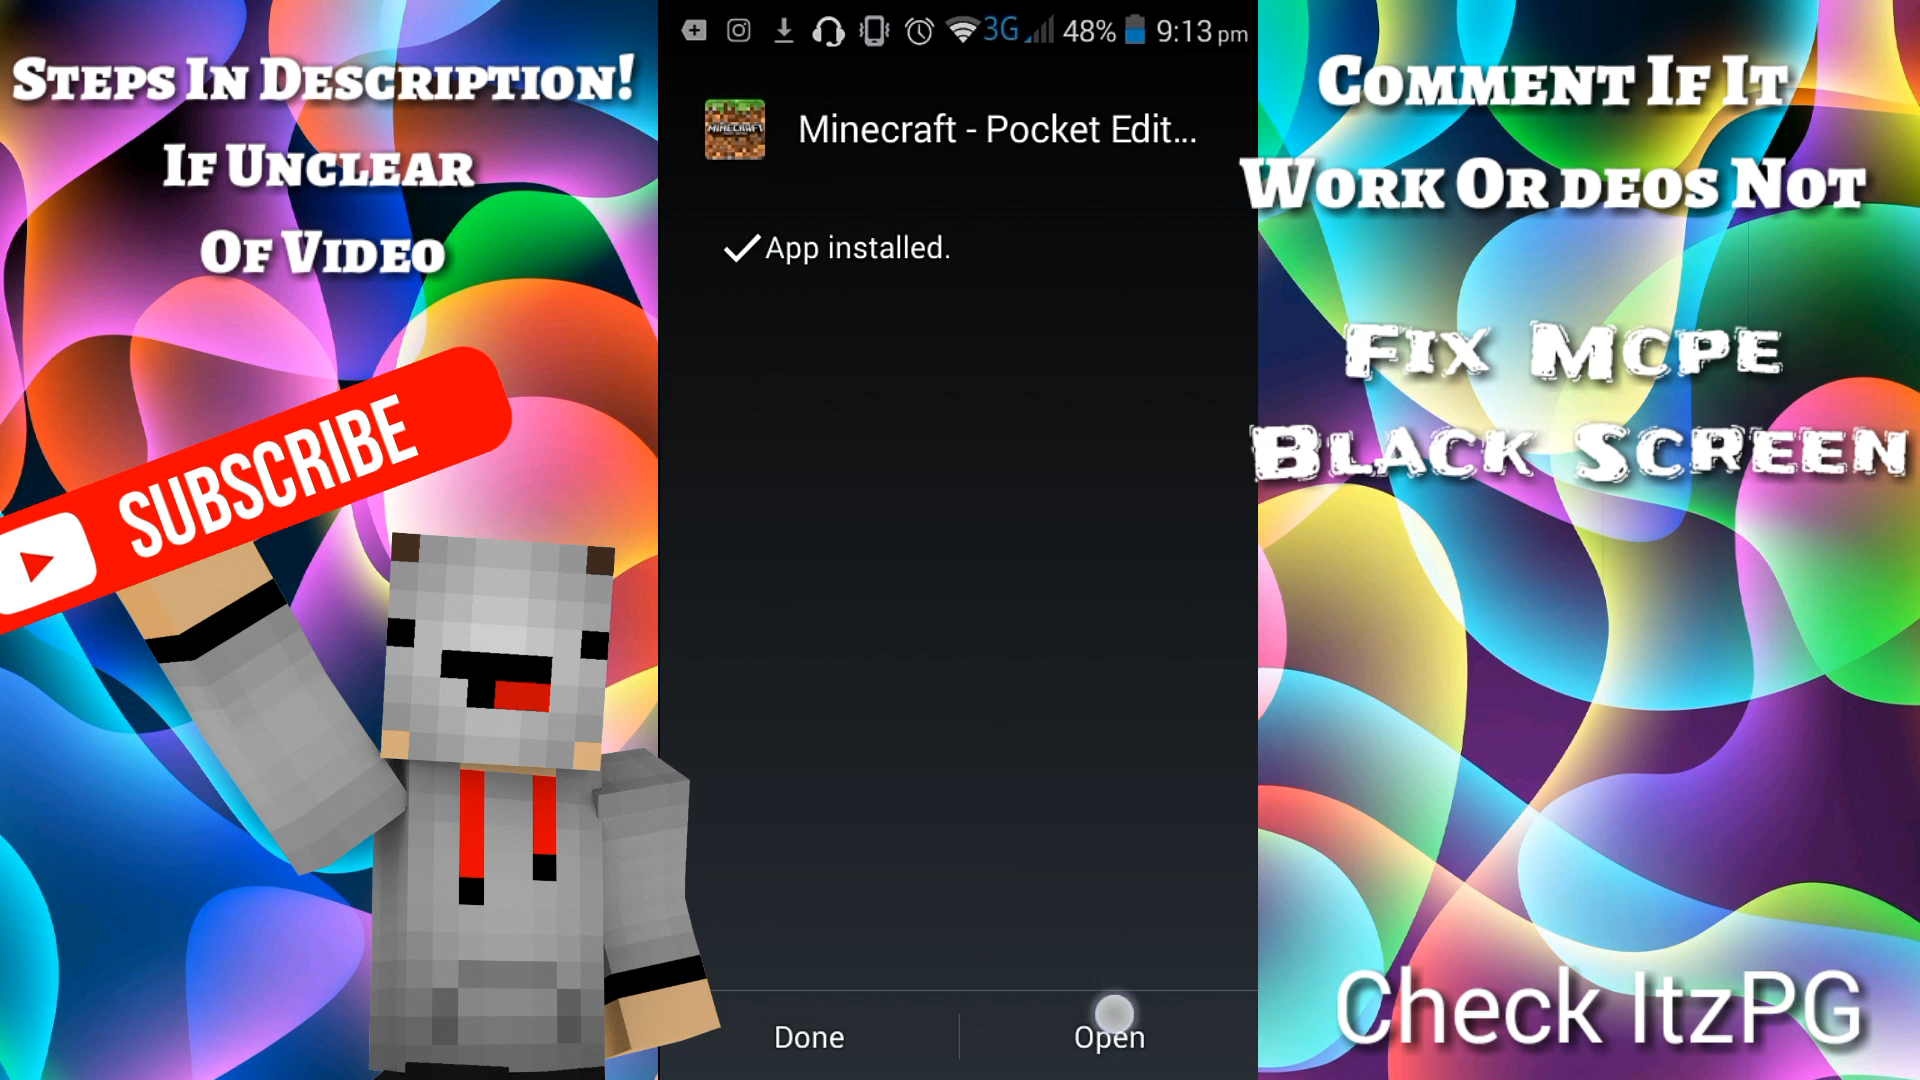 Steps In Description!
If Unclear
Of Video
SUBSCRIBE
3G 48% 9:13 pm
MINECRAFT
Minecraft - Pocket Edit...
App installed.
Done
Open
Comment If It
Work Or deos Not
Fix Mcpe
Black Screen
Check ItzPG